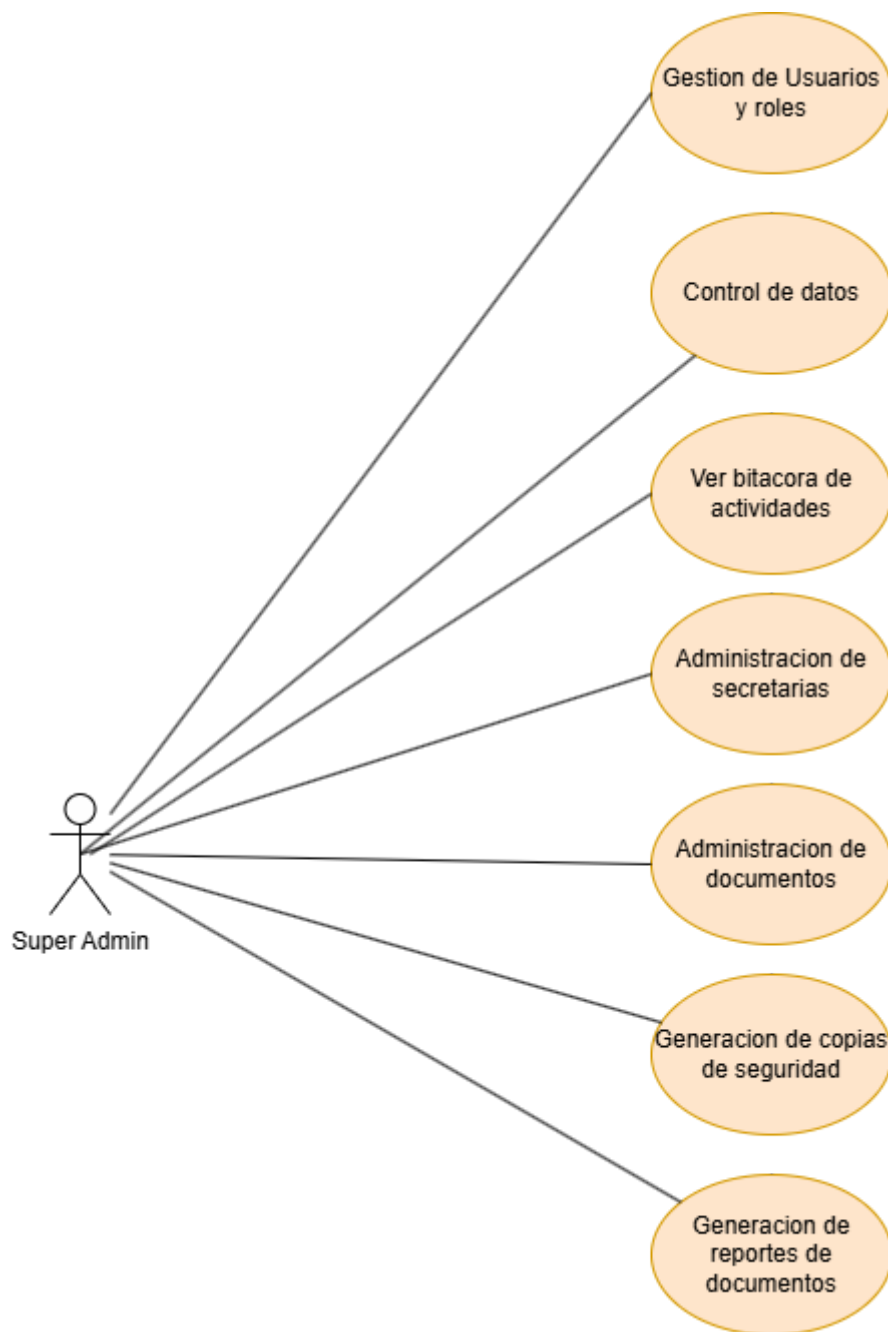 Gestion de Usuarios
y roles
Control de datos
Ver bitacora de
actividades
Administracion de
secretarias
Administracion de
documentos
Super Admin
Generacion de copias
de seguridad
Generacion de
reportes de
documentos